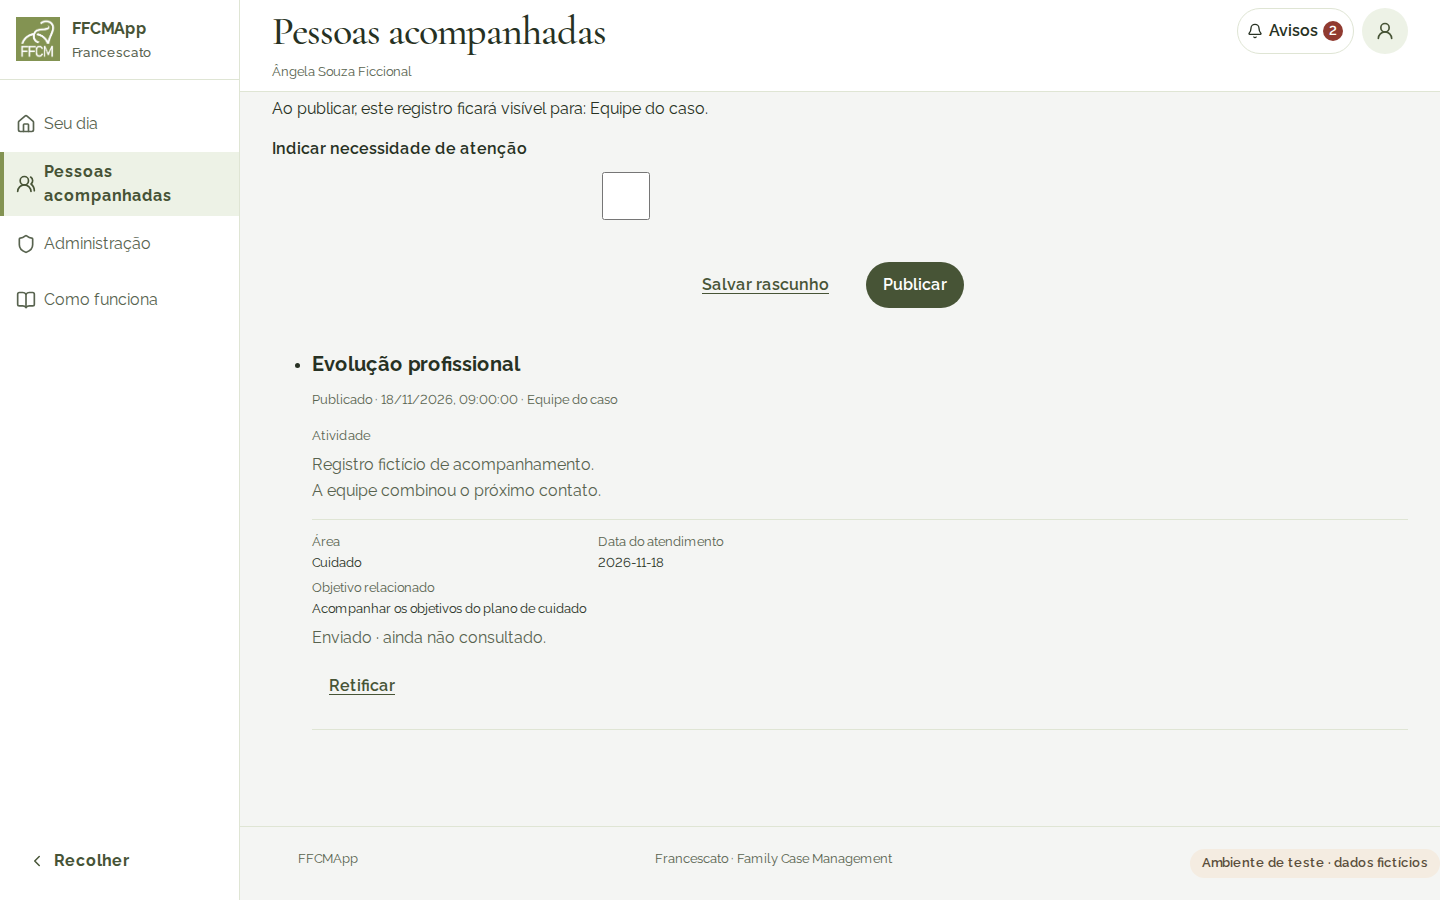 FFCM
FFCMApp
Francescato
Seu dia
Pessoas
acompanhadas
Administração
Como funciona
Recolher
Pessoas acompanhadas
Ângela Souza Ficcional
Avisos 2
Ao publicar, este registro ficará visível para: Equipe do caso.
Indicar necessidade de atenção
Salvar rascunho
Publicar
• Evolução profissional
Publicado · 18/11/2026, 09:00:00 · Equipe do caso
Atividade
Registro fictício de acompanhamento.
A equipe combinou o próximo contato.
Área
Cuidado
Data do atendimento
2026-11-18
Objetivo relacionado
Acompanhar os objetivos do plano de cuidado
Enviado · ainda não consultado.
Retificar
FFCMApp
Francescato · Family Case Management
Ambiente de teste · dados fictícios